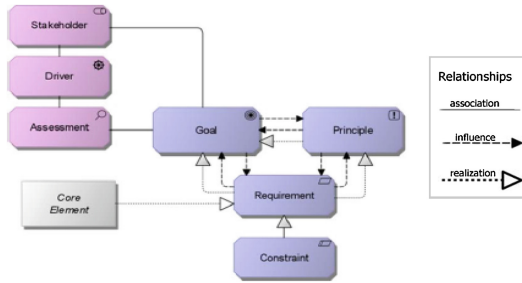 Stakeholder
Driver
Assessment
Goal
Principle
Requirement
Core
Element
Constraint
Relationships
association
influence
realization